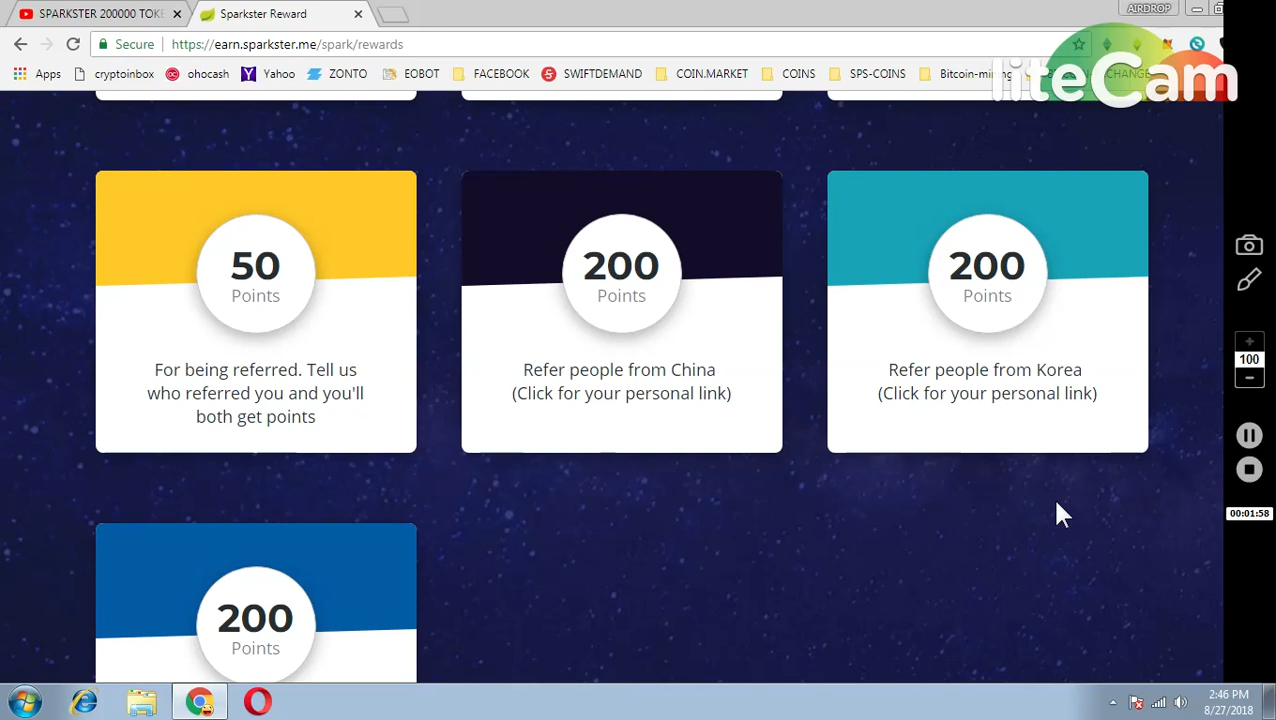 SPARKSTER 200000 TOKE
Sparkster Reward
AIRDROP
Secure
https://earn.sparkster.me/spark/rewards
Apps
cryptoinbox
ohocash
Yahoo
ZONTO
EOBOT
FACEBOOK
SWIFTDEMAND
COIN.MARKET
COINS
SPS-COINS
Bitcoin-mining
liteCam
50
Points
For being referred. Tell us
who referred you and you'll
both get points
200
Points
Refer people from China
(Click for your personal link)
200
Points
Refer people from Korea
(Click for your personal link)
200
Points
100
00:01:58
2:46 PM
8/27/2018